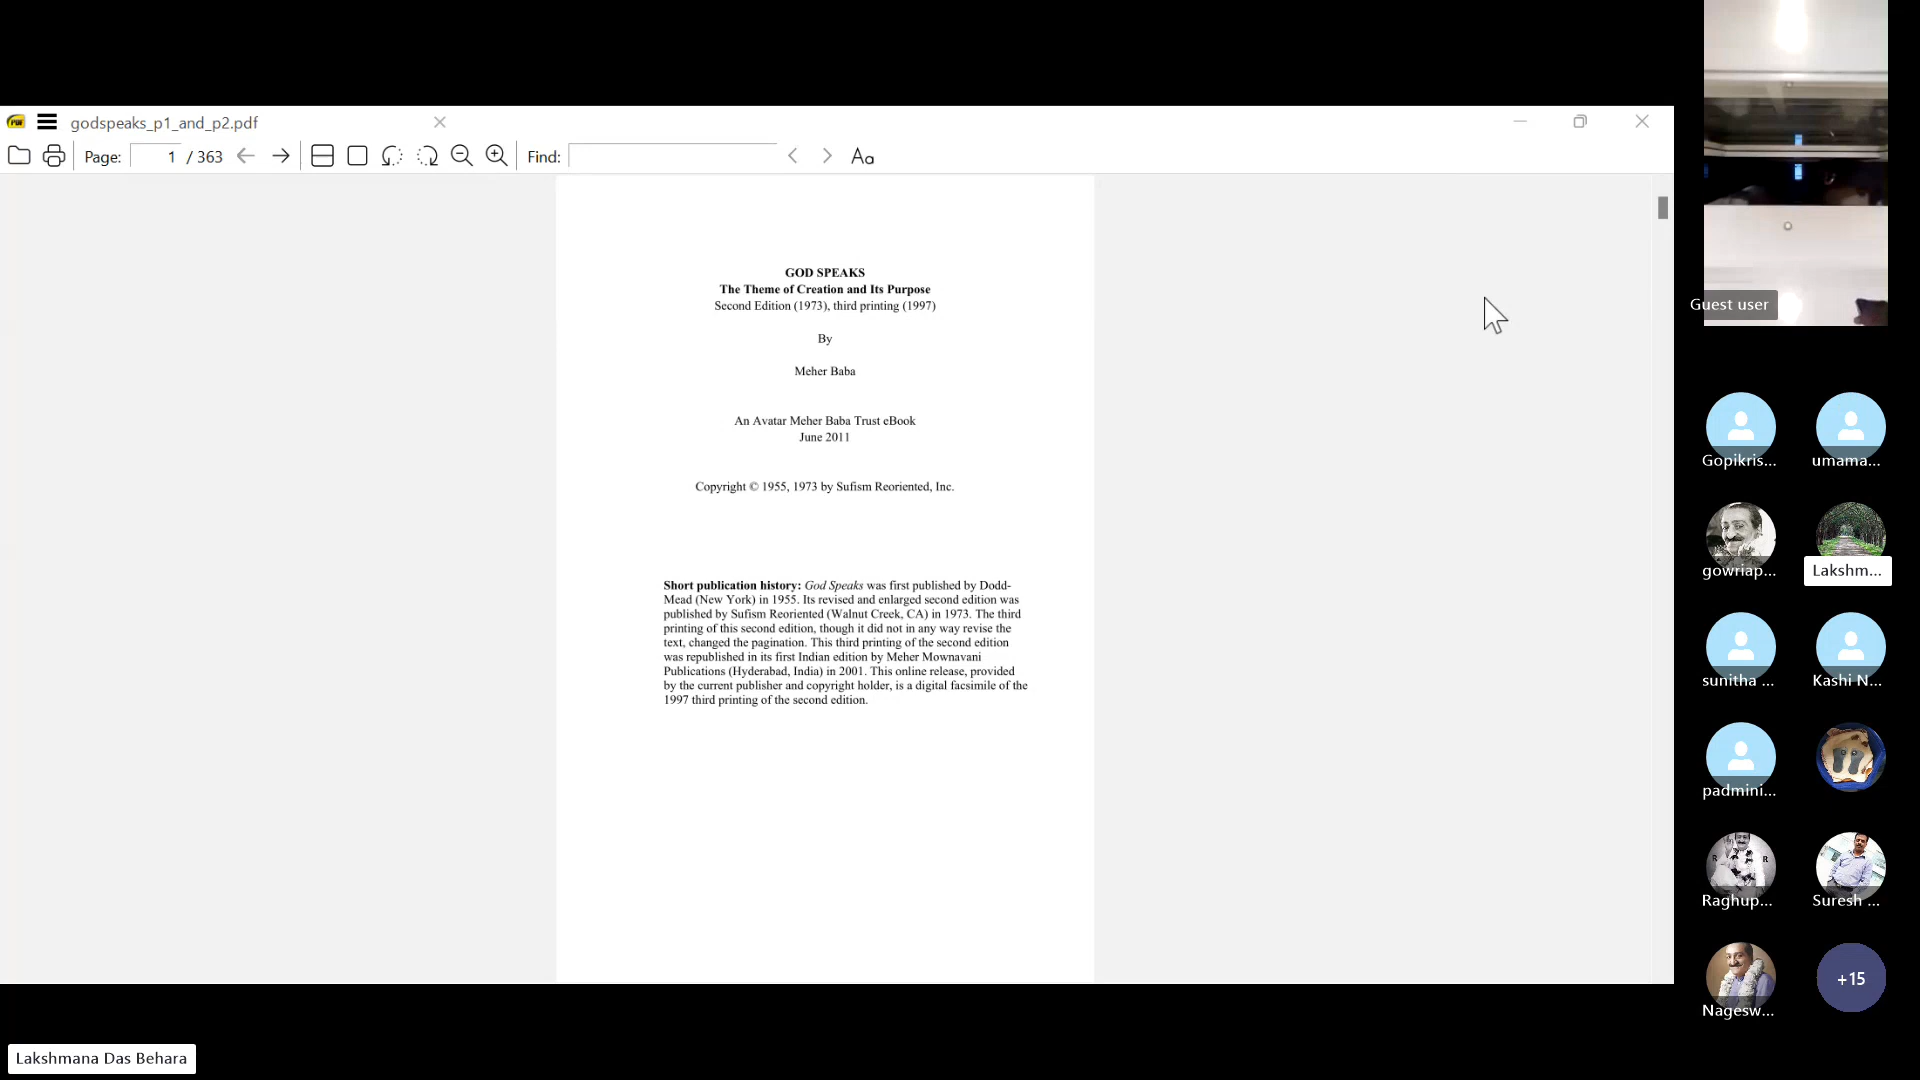 godspeaks_p1_and_p2.pdf
Page: 1 / 363 Find: Aa
GOD SPEAKS
The Theme of Creation and Its Purpose
Second Edition (1973), third printing (1997)
By
Meher Baba
An Avatar Meher Baba Trust eBook
June 2011
Copyright © 1955, 1973 by Sufism Reoriented, Inc.
Short publication history: God Speaks was first published by Dodd-
Mead (New York) in 1955. Its revised and enlarged second edition was
published by Sufism Reoriented (Walnut Creek, CA) in 1973. The third
printing of this second edition, though it did not in any way revise the
text, changed the pagination. This third printing of the second edition
was republished in its first Indian edition by Meher Mownavani
Publications (Hyderabad, India) in 2001. This online release, provided
by the current publisher and copyright holder, is a digital facsimile of the
1997 third printing of the second edition.
Guest user
Gopikris... umama...
gowriap... Lakshm...
sunitha ... Kashi N...
padmini...
R R
Raghup... Suresh ...
Nagesw... +15
Lakshmana Das Behara